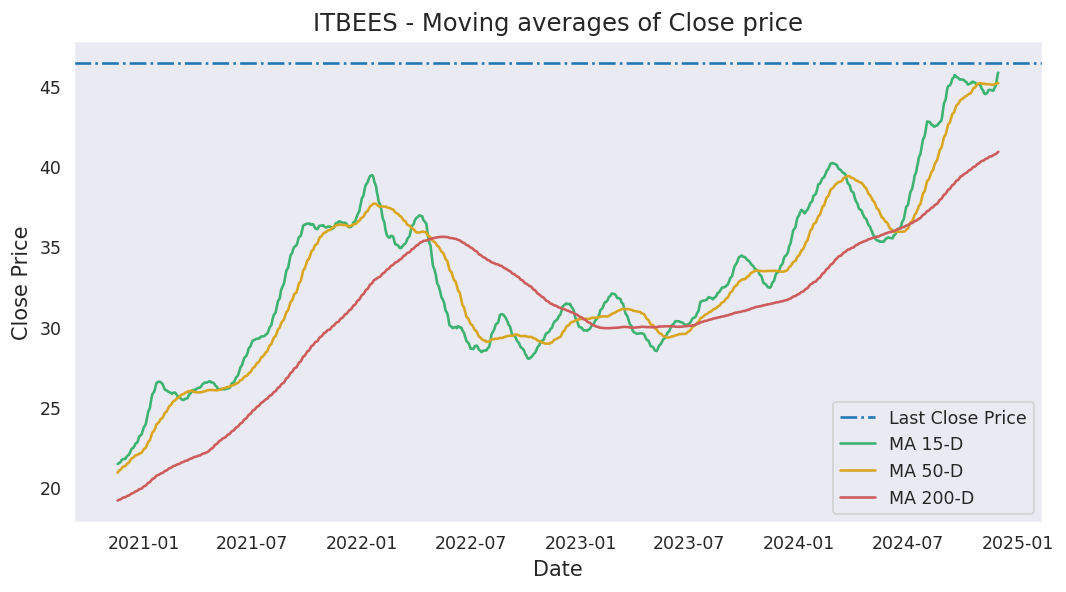 ITBEES - Moving averages of Close price
Close Price
45
40
35
30
25
20
Last Close Price
MA 15-D
MA 50-D
MA 200-D
2021-01 2021-07 2022-01 2022-07 2023-01 2023-07 2024-01 2024-07 2025-01
Date